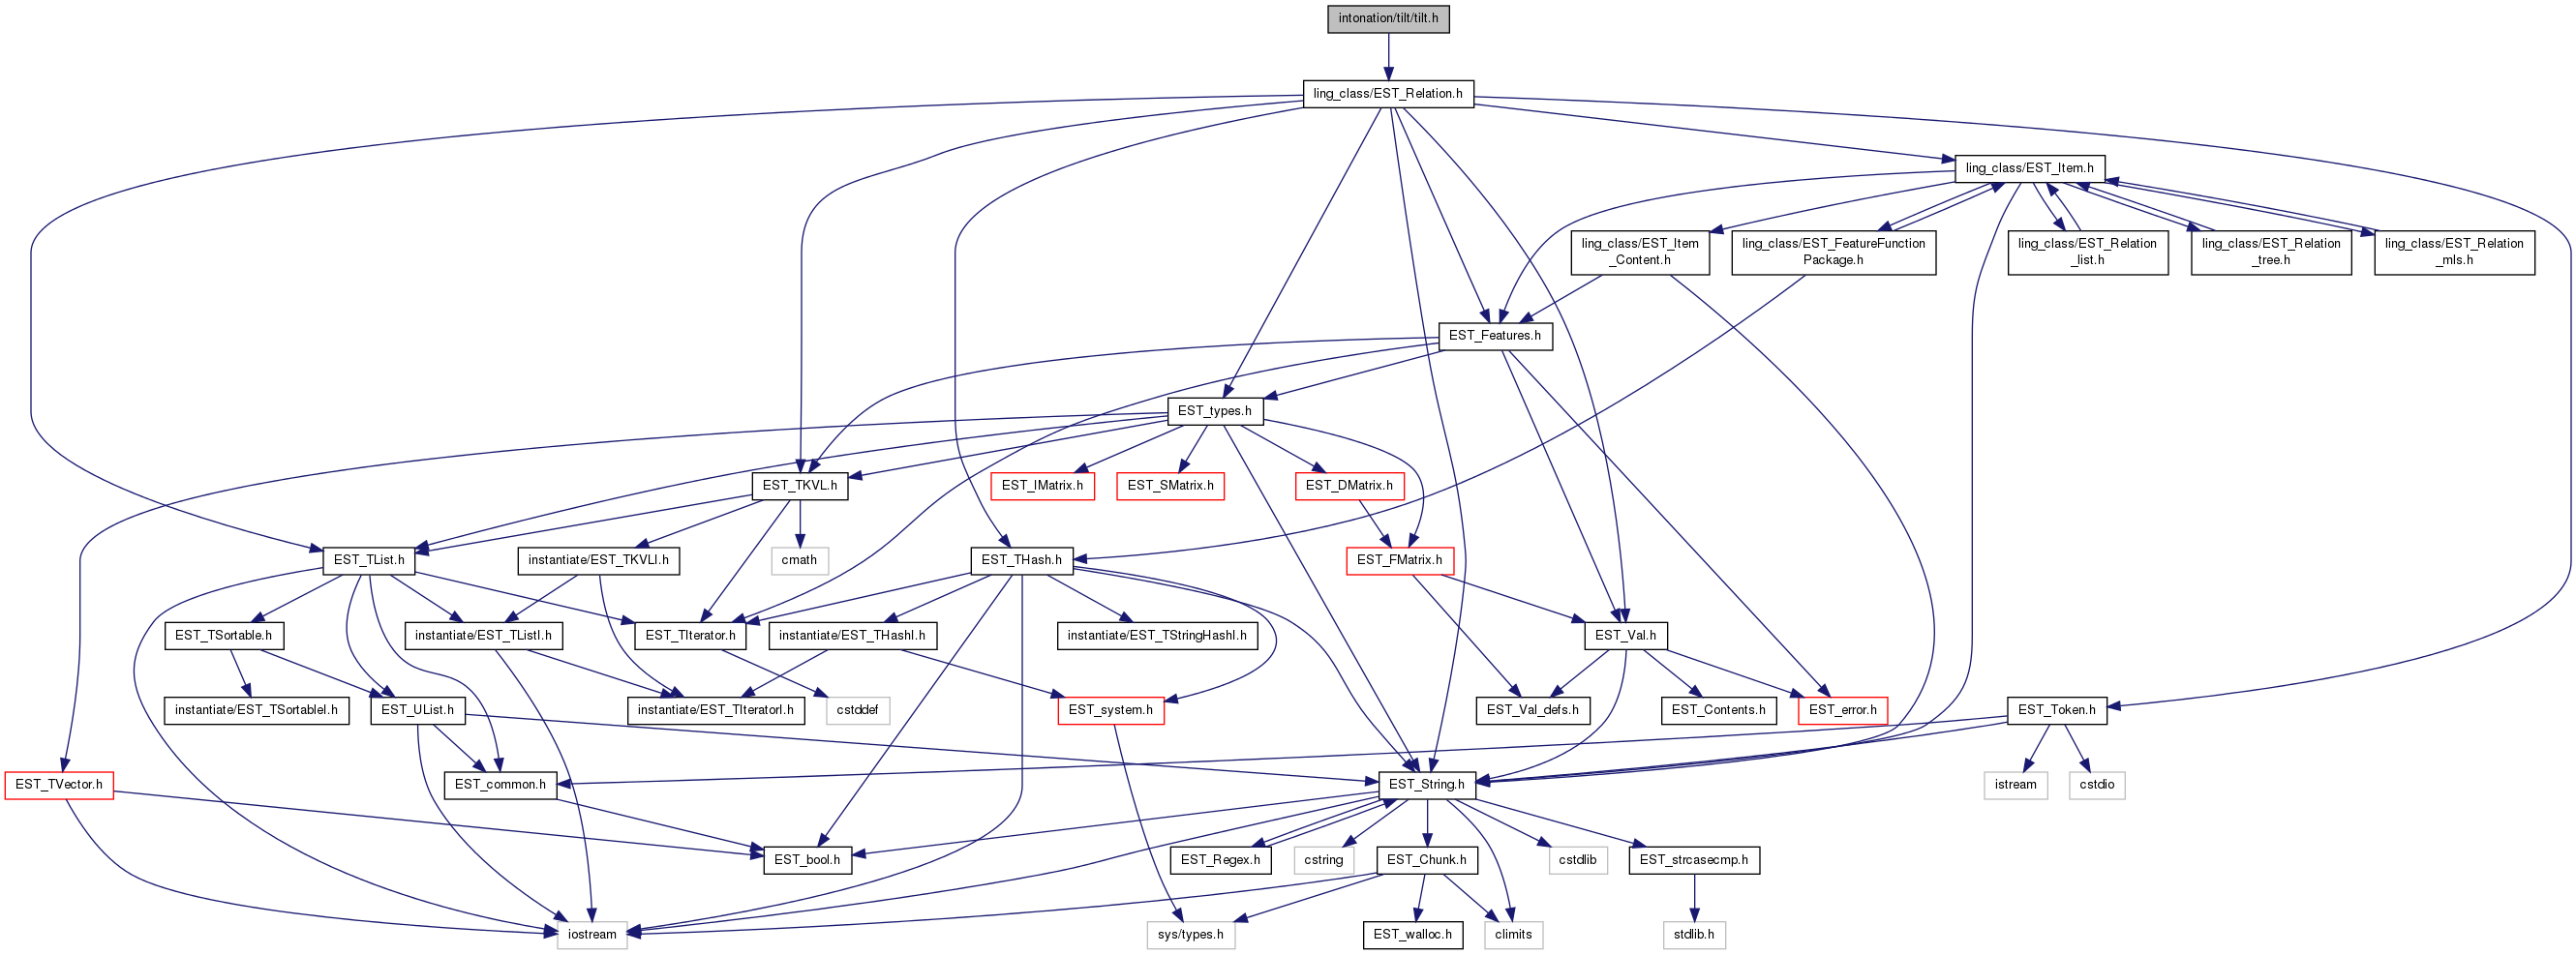 intonation/tilt/tilt.h
ling_class/EST_Relation.h
ling_class/EST_Item.h
ling_class/EST_Item
_Content.h
ling_class/EST_FeatureFunction
Package.h
ling_class/EST_Relation
_list.h
ling_class/EST_Relation
_tree.h
ling_class/EST_Relation
_mls.h
EST_Features.h
EST_types.h
EST_TKVL.h
EST_IMatrix.h
EST_SMatrix.h
EST_DMatrix.h
EST_TList.h
instantiate/EST_TKVLI.h
cmath
EST_THash.h
EST_FMatrix.h
EST_TSortable.h
instantiate/EST_TListI.h
EST_TIterator.h
instantiate/EST_THashI.h
instantiate/EST_TStringHashI.h
EST_Val.h
instantiate/EST_TSortableI.h
EST_UList.h
instantiate/EST_TIteratorI.h
cstddef
EST_system.h
EST_Val_defs.h
EST_Contents.h
EST_error.h
EST_Token.h
EST_TVector.h
EST_common.h
EST_String.h
istream
cstdio
EST_bool.h
EST_Regex.h
cstring
EST_Chunk.h
cstdlib
EST_strcasecmp.h
iostream
sys/types.h
EST_walloc.h
climits
stdlib.h